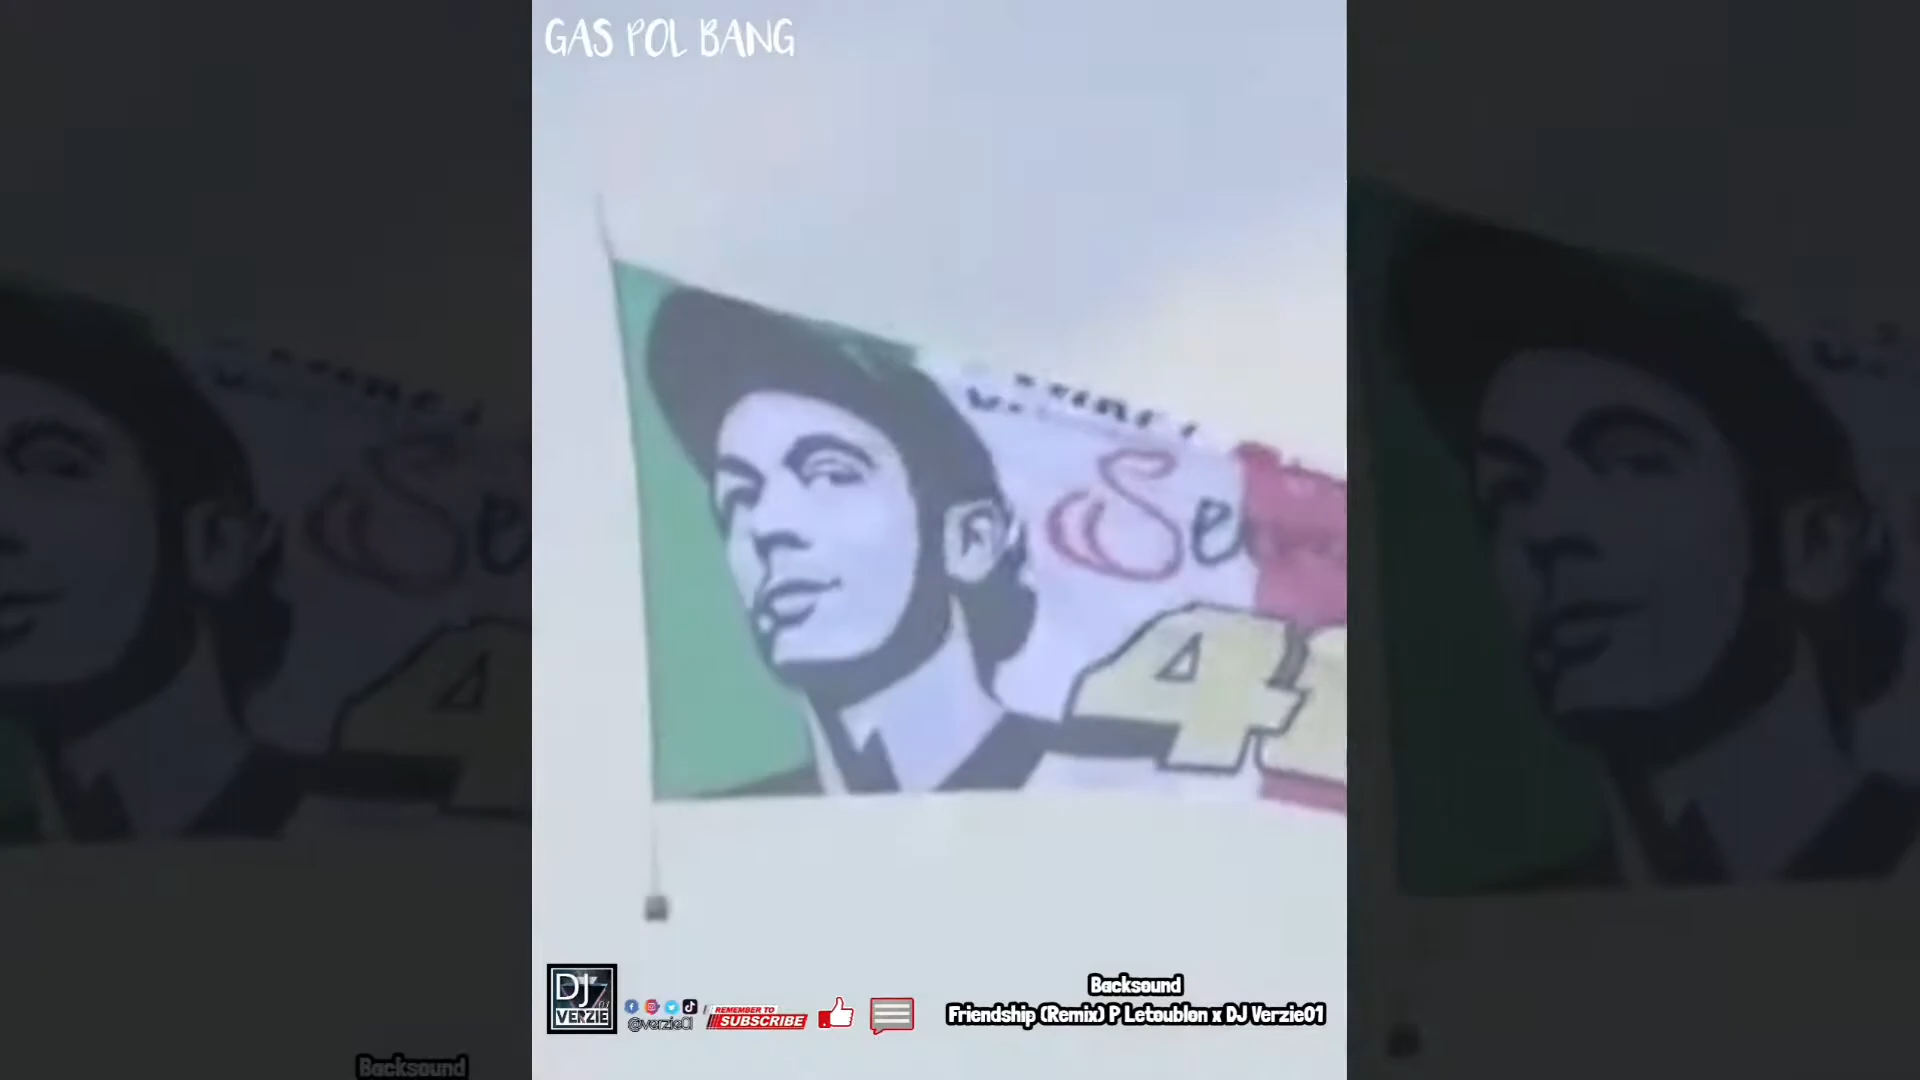 GAS POL BANG
Se
4
DJ
VERZIE
@verzie01
REMEMBER TO
SUBSCRIBE
Backsound
Friendship (Remix) P Letoublon x DJ Verzie01
Backsound